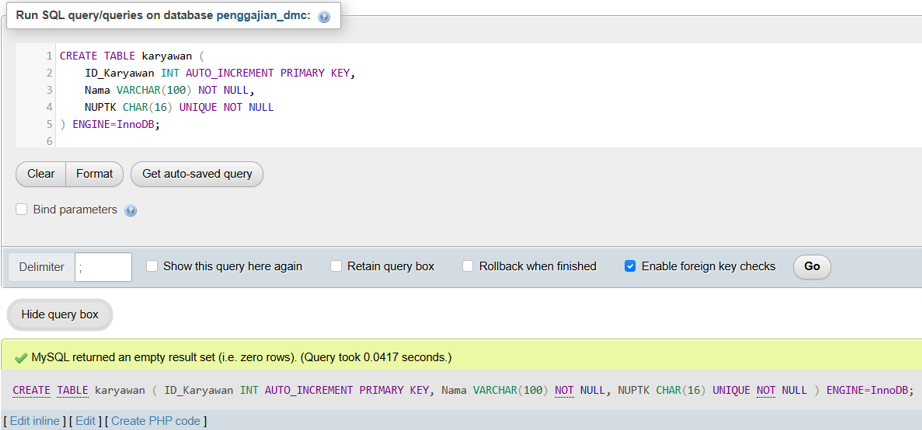 Run SQL query/queries on database penggajian_dmc:
1 CREATE TABLE karyawan (
2 ID_Karyawan INT AUTO_INCREMENT PRIMARY KEY,
3 Nama VARCHAR(100) NOT NULL,
4 NUPTK CHAR(16) UNIQUE NOT NULL
5 ) ENGINE=InnoDB;
6
Clear Format Get auto-saved query
Bind parameters
Delimiter ; Show this query here again Retain query box Rollback when finished Enable foreign key checks Go
Hide query box
MySQL returned an empty result set (i.e. zero rows). (Query took 0.0417 seconds.)
CREATE TABLE karyawan ( ID_Karyawan INT AUTO_INCREMENT PRIMARY KEY, Nama VARCHAR(100) NOT NULL, NUPTK CHAR(16) UNIQUE NOT NULL ) ENGINE=InnoDB;
[ Edit inline ] [ Edit ] [ Create PHP code ]